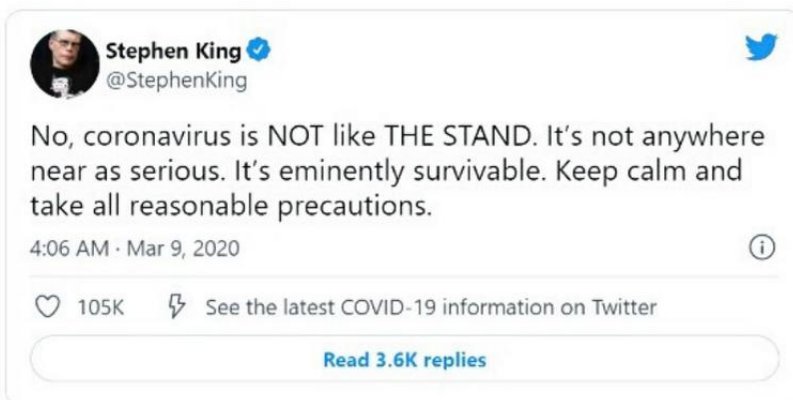 Stephen King
@StephenKing
No, coronavirus is NOT like THE STAND. It's not anywhere
near as serious. It's eminently survivable. Keep calm and
take all reasonable precautions.
4:06 AM · Mar 9, 2020
105K See the latest COVID-19 information on Twitter
Read 3.6K replies